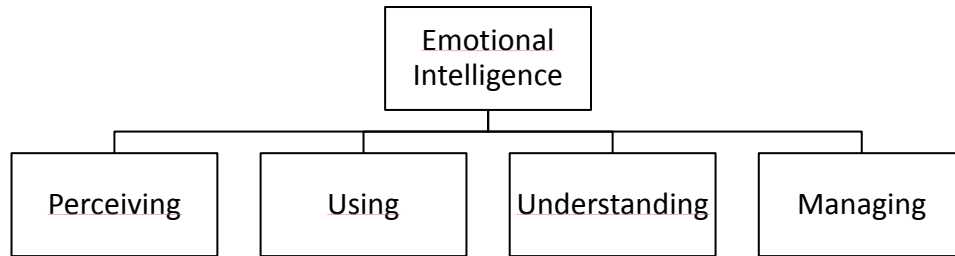 Emotional
Intelligence
Perceiving
Using
Understanding
Managing